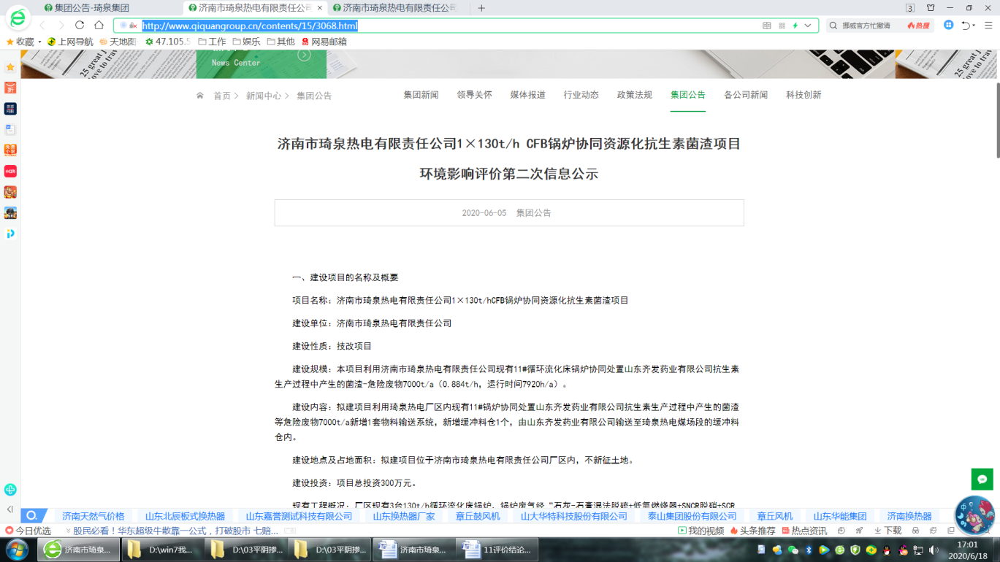 集团公告-琦泉集团
济南市琦泉热电有限责任公司
济南市琦泉热电有限责任公司
3
http://www.qiquangroup.cn/contents/15/3068.html
挪威官方忙撤清
热搜
收藏
上网导航
天地图
47.105.5
工作
娱乐
其他
网易邮箱
News Center
25 great j
to trav
首页 > 新闻中心 > 集团公告
集团新闻
领导关怀
媒体报道
行业动态
政策法规
集团公告
各公司新闻
科技创新
济南市琦泉热电有限责任公司1×130t/h CFB锅炉协同资源化抗生素菌渣项目
环境影响评价第二次信息公示
2020-06-05 集团公告
一、建设项目的名称及概要
项目名称：济南市琦泉热电有限责任公司1×130t/hCFB锅炉协同资源化抗生素菌渣项目
建设单位：济南市琦泉热电有限责任公司
建设性质：技改项目
建设规模：本项目利用济南市琦泉热电有限责任公司现有11#循环流化床锅炉协同处置山东齐发药业有限公司抗生素
生产过程中产生的菌渣-危险废物7000t/a（0.884t/h，运行时间7920h/a）。
建设内容：拟建项目利用琦泉热电厂区内现有11#锅炉协同处置山东齐发药业有限公司抗生素生产过程中产生的菌渣
等危险废物7000t/a新增1套物料输送系统，新增缓冲料仓1个，由山东齐发药业有限公司输送至琦泉热电煤场段的缓冲料
仓内。
建设地点及占地面积：拟建项目位于济南市琦泉热电有限责任公司厂区内，不新征土地。
建设投资：项目总投资300万元。
现有工程概况：厂区现有3台130t/h循环流化床锅炉，锅炉废气经“石灰-石膏湿法脱硫+低氮燃烧器+SNCR脱硝+SCR
济南天然气价格
山东北辰板式换热器
山东嘉誉测试科技有限公司
山东换热器厂家
章丘鼓风机
山大华特科技股份有限公司
泰山集团股份有限公司
章丘风机
山东华能集团
济南换热器
今日优选
股民必看！华东超级牛散靠一公式，打破股市 七赔...
我的视频
头条推荐
热点资讯
下载
济南市琦泉...
D:\win7我...
D:\03平阴掺...
D:\03平阴掺...
济南市琦泉...
11评价结论...
17:01
2020/6/18